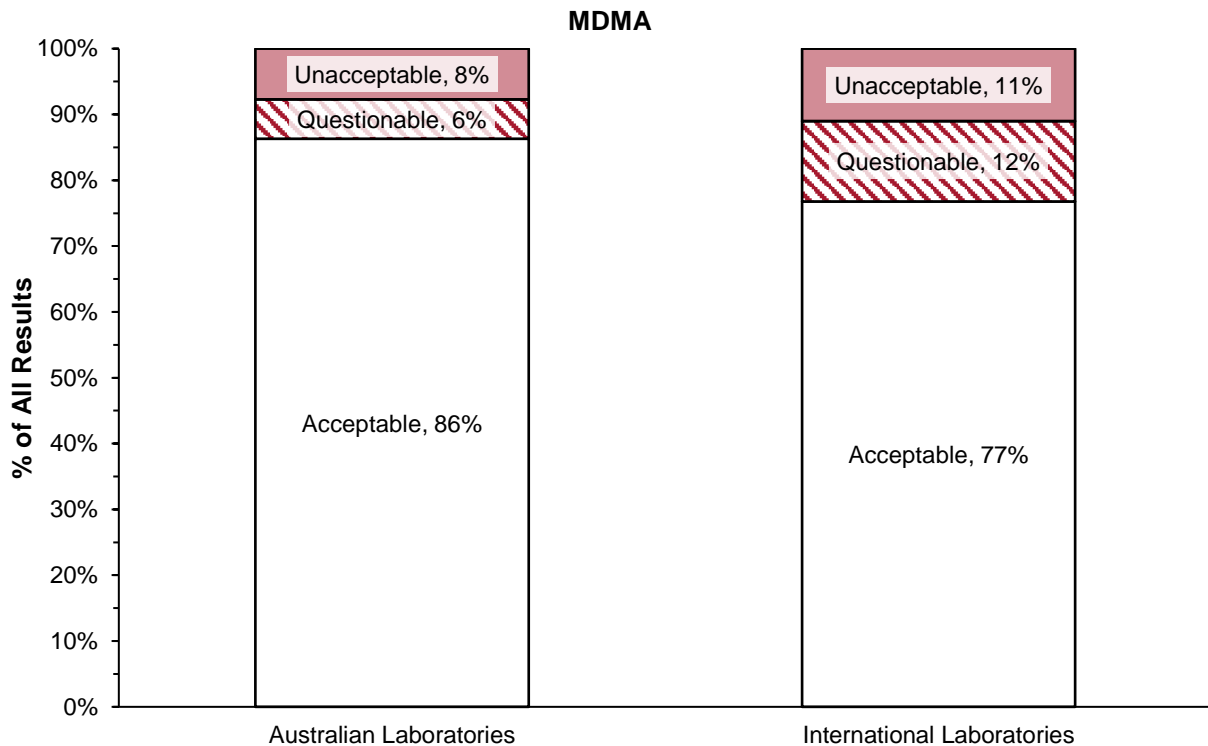 MDMA
% of All Results
100%
90%
80%
70%
60%
50%
40%
30%
20%
10%
0%
Unacceptable, 8%
Questionable, 6%
Acceptable, 86%
Unacceptable, 11%
Questionable, 12%
Acceptable, 77%
Australian Laboratories
International Laboratories